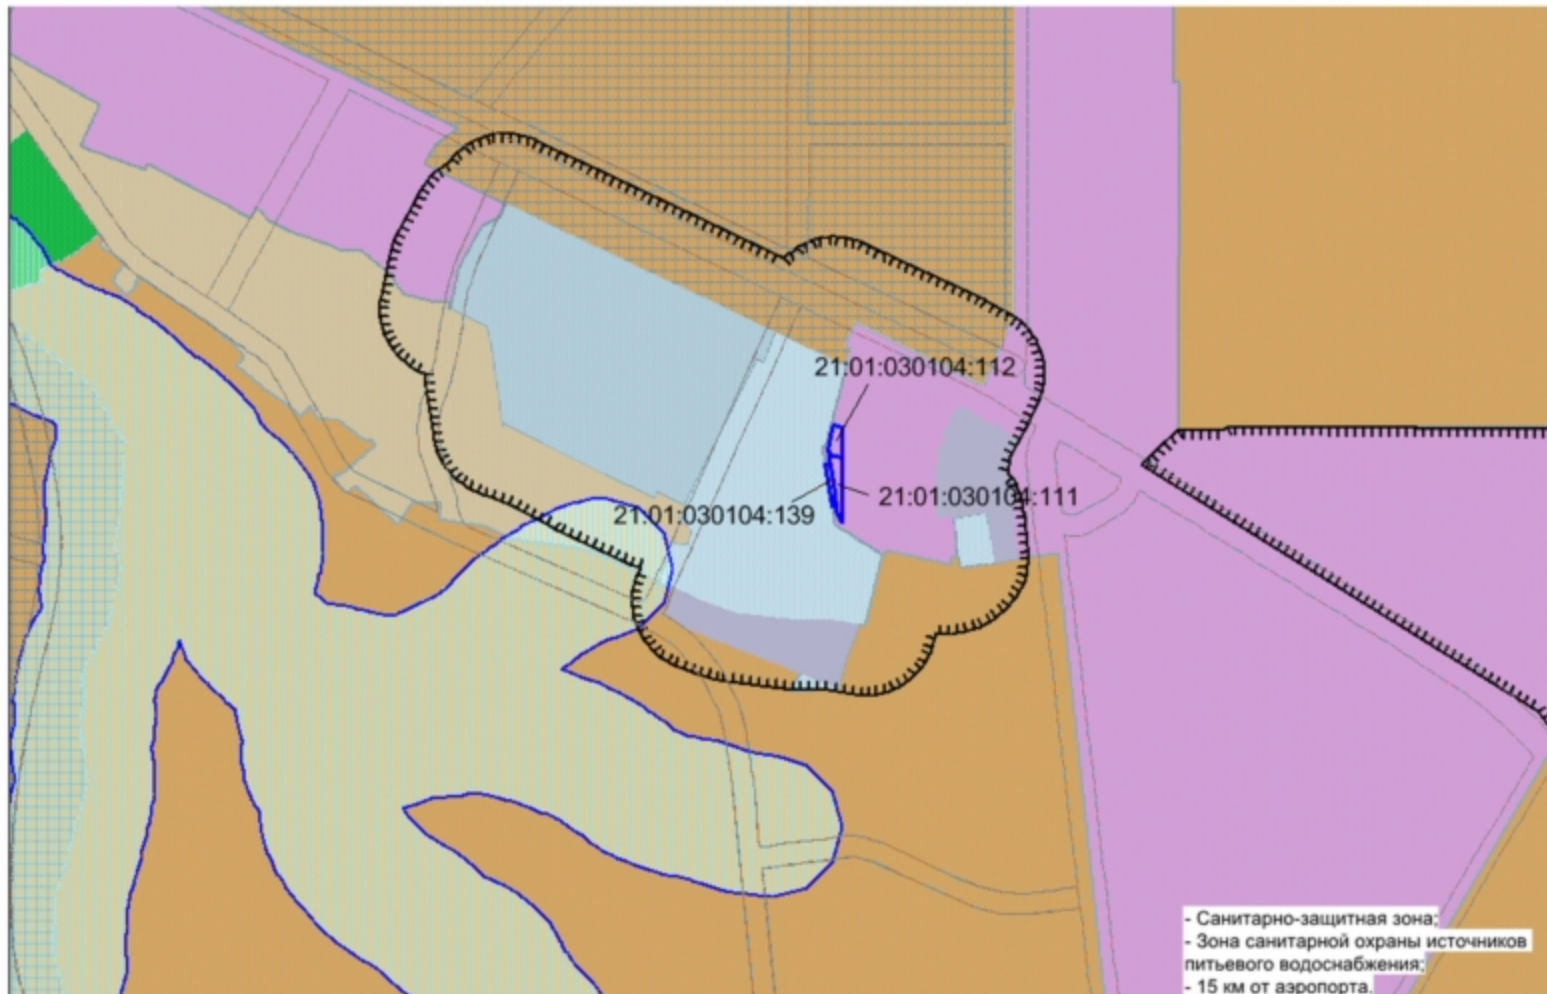 21:01:030104:112
21:01:030104:111
21:01:030104:139
- Санитарно-защитная зона;
- Зона санитарной охраны источников
питьевого водоснабжения;
- 15 км от аэропорта.